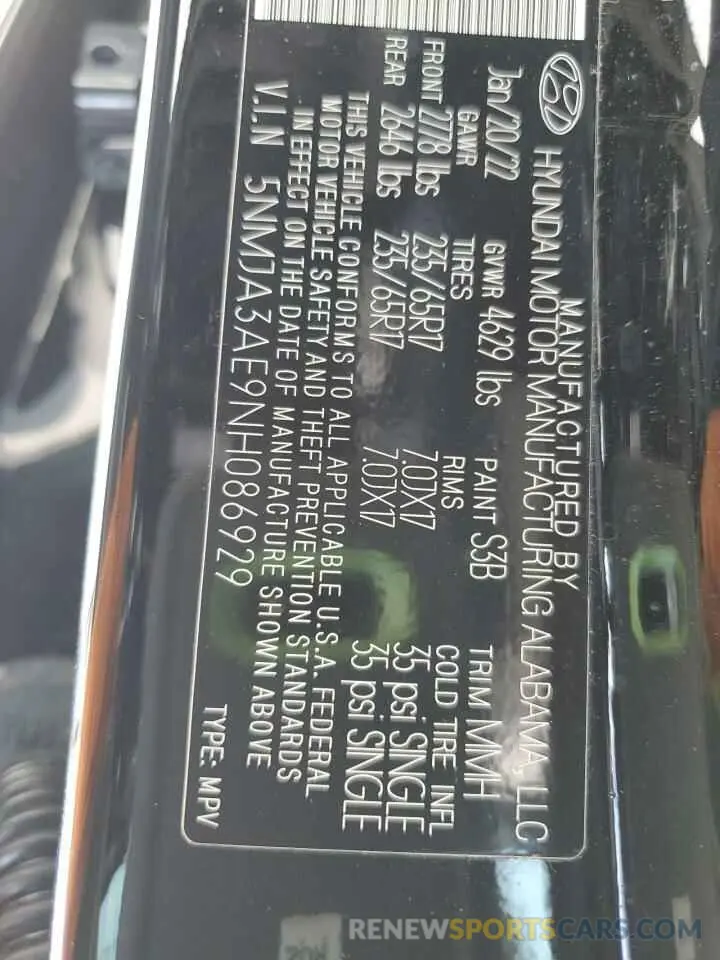 MANUFACTURED BY
HYUNDAI MOTOR MANUFACTURING ALABAMA, LLC
Jan/20/22 GVWR 4629 lbs PAINT S3B TRIM MMH
GAWR TIRES RIMS COLD TIRE INFL
FRONT 2778 lbs 235/65R17 7.0JX17 35 psi SINGLE
REAR 2646 lbs 235/65R17 7.0JX17 35 psi SINGLE
THIS VEHICLE CONFORMS TO ALL APPLICABLE U.S.A. FEDERAL
MOTOR VEHICLE SAFETY AND THEFT PREVENTION STANDARDS
IN EFFECT ON THE DATE OF MANUFACTURE SHOWN ABOVE
V.I.N 5NMJA3AE9NH086929 TYPE: MPV
RENEWSPORTSCARS.COM